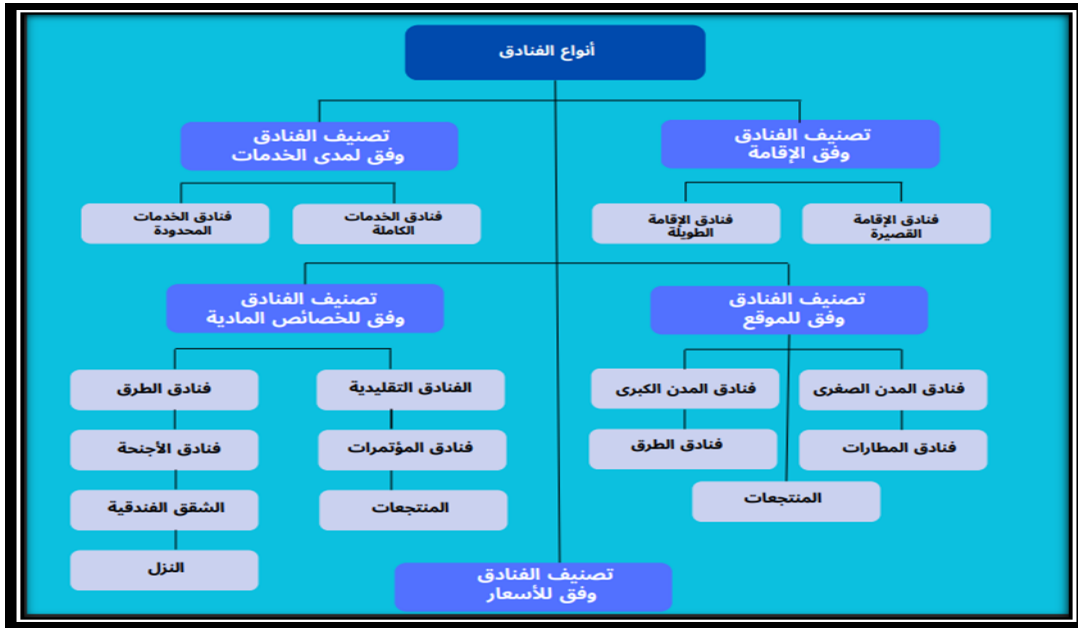 أنواع الفنادق
تصنيف الفنادق
وفق الإقامة
تصنيف الفنادق
وفق لمدى الخدمات
فنادق الإقامة
القصيرة
فنادق الإقامة
الطويلة
فنادق الخدمات
الكاملة
فنادق الخدمات
المحدودة
تصنيف الفنادق
وفق للموقع
تصنيف الفنادق
وفق للخصائص المادية
فنادق المدن الصغرى
فنادق المدن الكبرى
فنادق المطارات
فنادق الطرق
المنتجعات
الفنادق التقليدية
فنادق الطرق
فنادق المؤتمرات
فنادق الأجنحة
المنتجعات
الشقق الفندقية
النزل
تصنيف الفنادق
وفق للأسعار